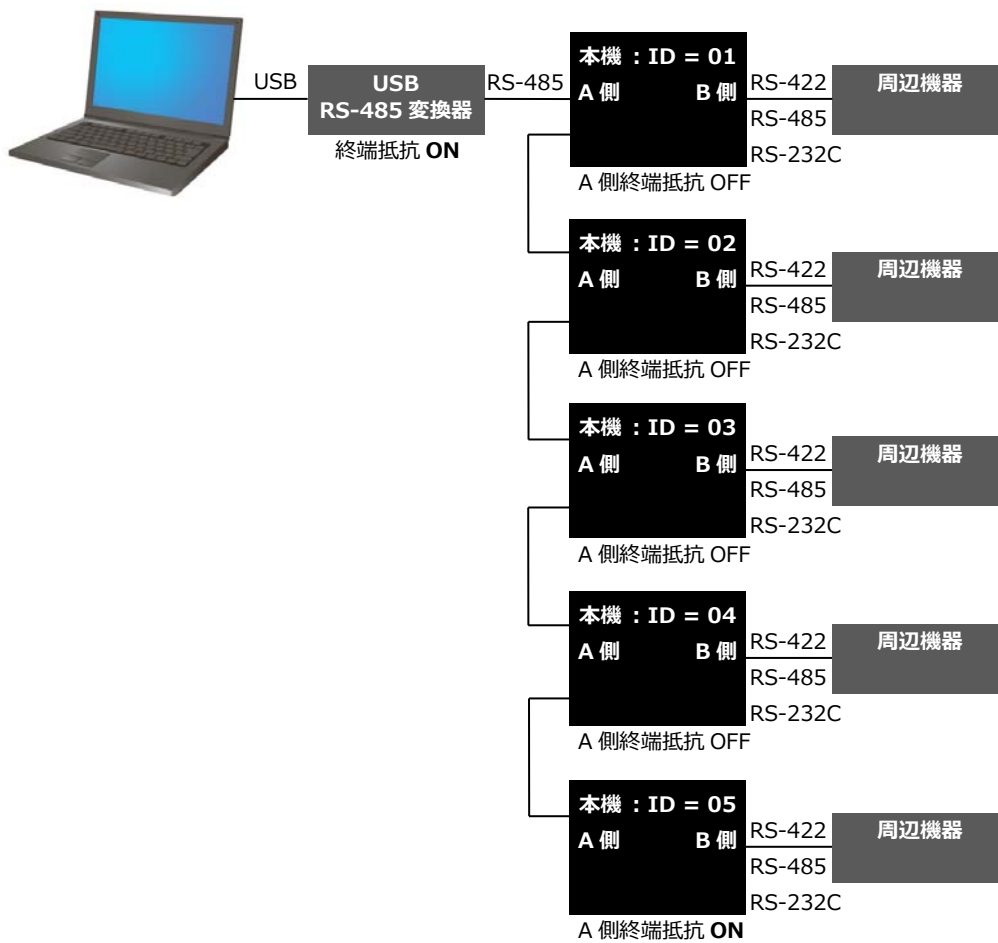 USB
USB
RS-485 変換器
終端抵抗 ON
RS-485
本機 : ID = 01
A 側 B 側
A 側終端抵抗 OFF
RS-422
RS-485
RS-232C
周辺機器
本機 : ID = 02
A 側 B 側
A 側終端抵抗 OFF
RS-422
RS-485
RS-232C
周辺機器
本機 : ID = 03
A 側 B 側
A 側終端抵抗 OFF
RS-422
RS-485
RS-232C
周辺機器
本機 : ID = 04
A 側 B 側
A 側終端抵抗 OFF
RS-422
RS-485
RS-232C
周辺機器
本機 : ID = 05
A 側 B 側
A 側終端抵抗 ON
RS-422
RS-485
RS-232C
周辺機器